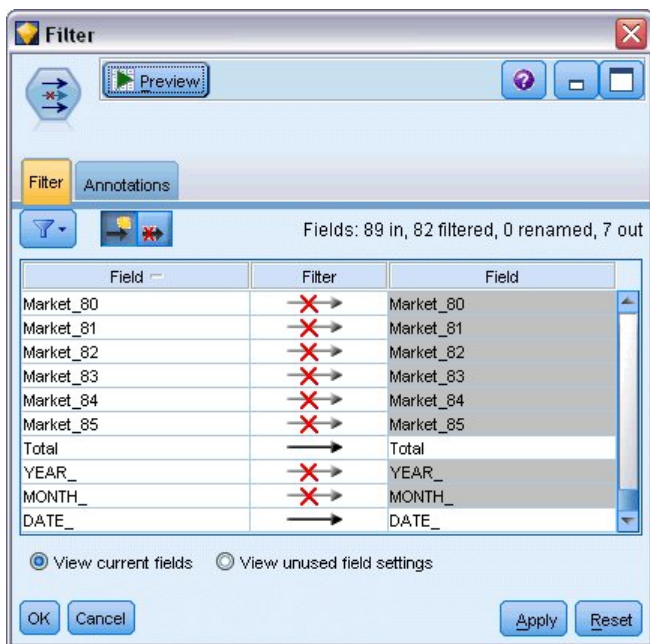 Filter
Preview
Filter Annotations
Fields: 89 in, 82 filtered, 0 renamed, 7 out
Field Filter Field
Market_80 Market_80
Market_81 Market_81
Market_82 Market_82
Market_83 Market_83
Market_84 Market_84
Market_85 Market_85
Total Total
YEAR_ YEAR_
MONTH_ MONTH_
DATE_ DATE_
View current fields View unused field settings
OK Cancel Apply Reset